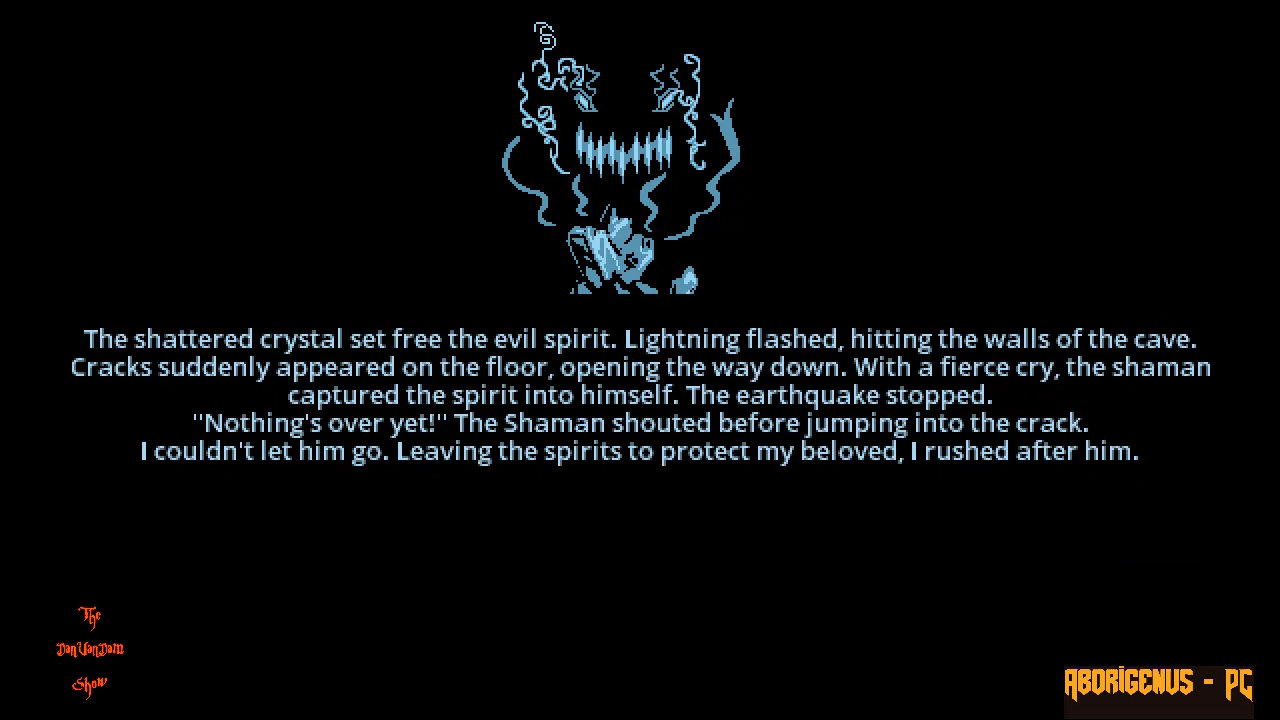 The shattered crystal set free the evil spirit. Lightning flashed, hitting the walls of the cave.
Cracks suddenly appeared on the floor, opening the way down. With a fierce cry, the shaman
captured the spirit into himself. The earthquake stopped.
"Nothing's over yet!" The Shaman shouted before jumping into the crack.
I couldn't let him go. Leaving the spirits to protect my beloved, I rushed after him.
The
DanVanDam
Show
ABORIGENUS - PC